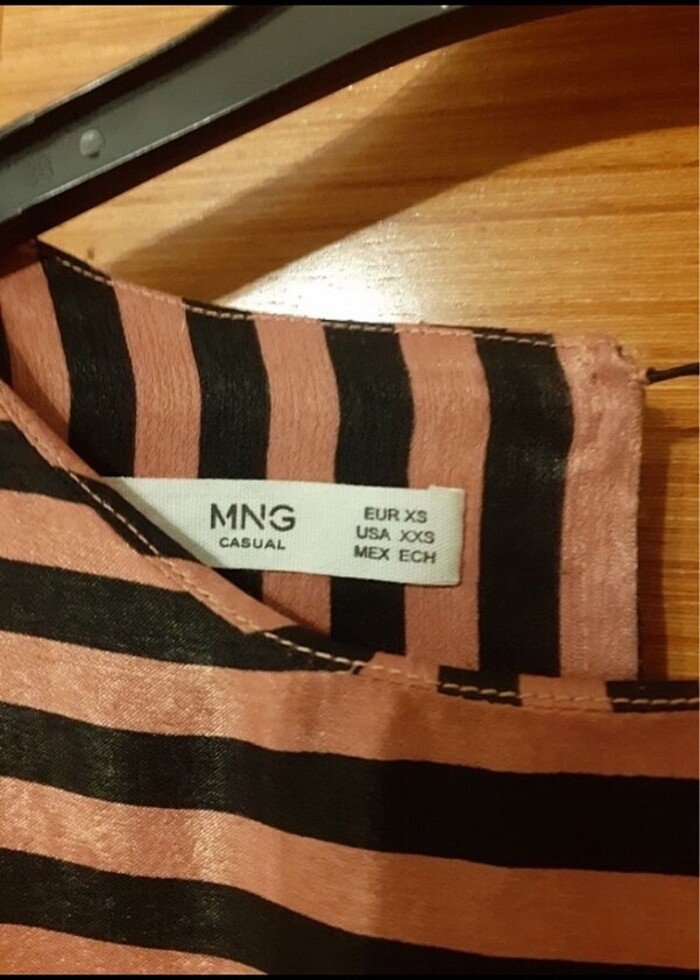 MNG
CASUAL
EUR XS
USA XXS
MEX ECH